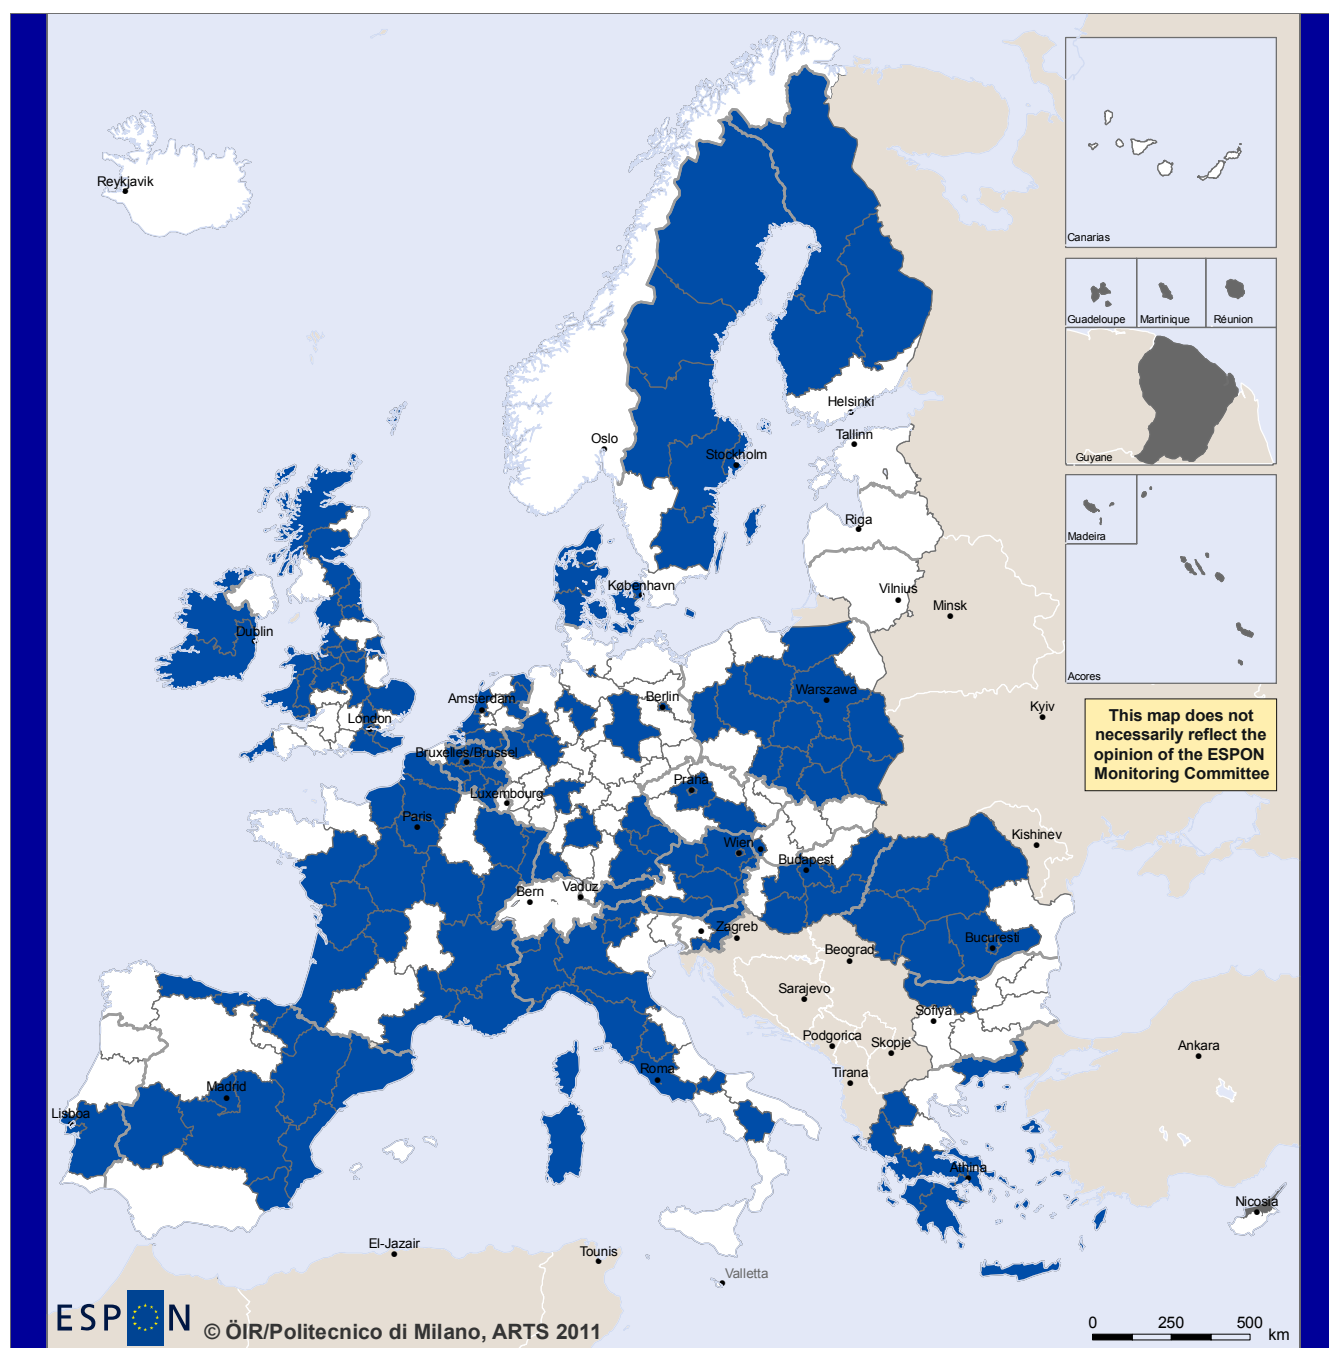 Canarias
Reykjavik
Guadeloupe
Martinique
Réunion
Helsinki
Tallinn
Oslo
Stockholm
Guyane
Riga
Madeira
København
Vilnius
Minsk
Dublin
Acores
Amsterdam
Berlin
Warszawa
Kyiv
London
This map does not
necessarily reflect the
opinion of the ESPON
Monitoring Committee
Bruxelles/Brussel
Praha
Luxembourg
Paris
Kishinev
Wien
Budapest
Bern
Vaduz
Zagreb
Bucuresti
Beograd
Sarajevo
Sofiya
Podgorica
Skopje
Ankara
Roma
Tirana
Madrid
Lisboa
Athina
Nicosia
El-Jazair
Tounis
Valletta
ESPON
© ÖIR/Politecnico di Milano, ARTS 2011
0 250 500
km